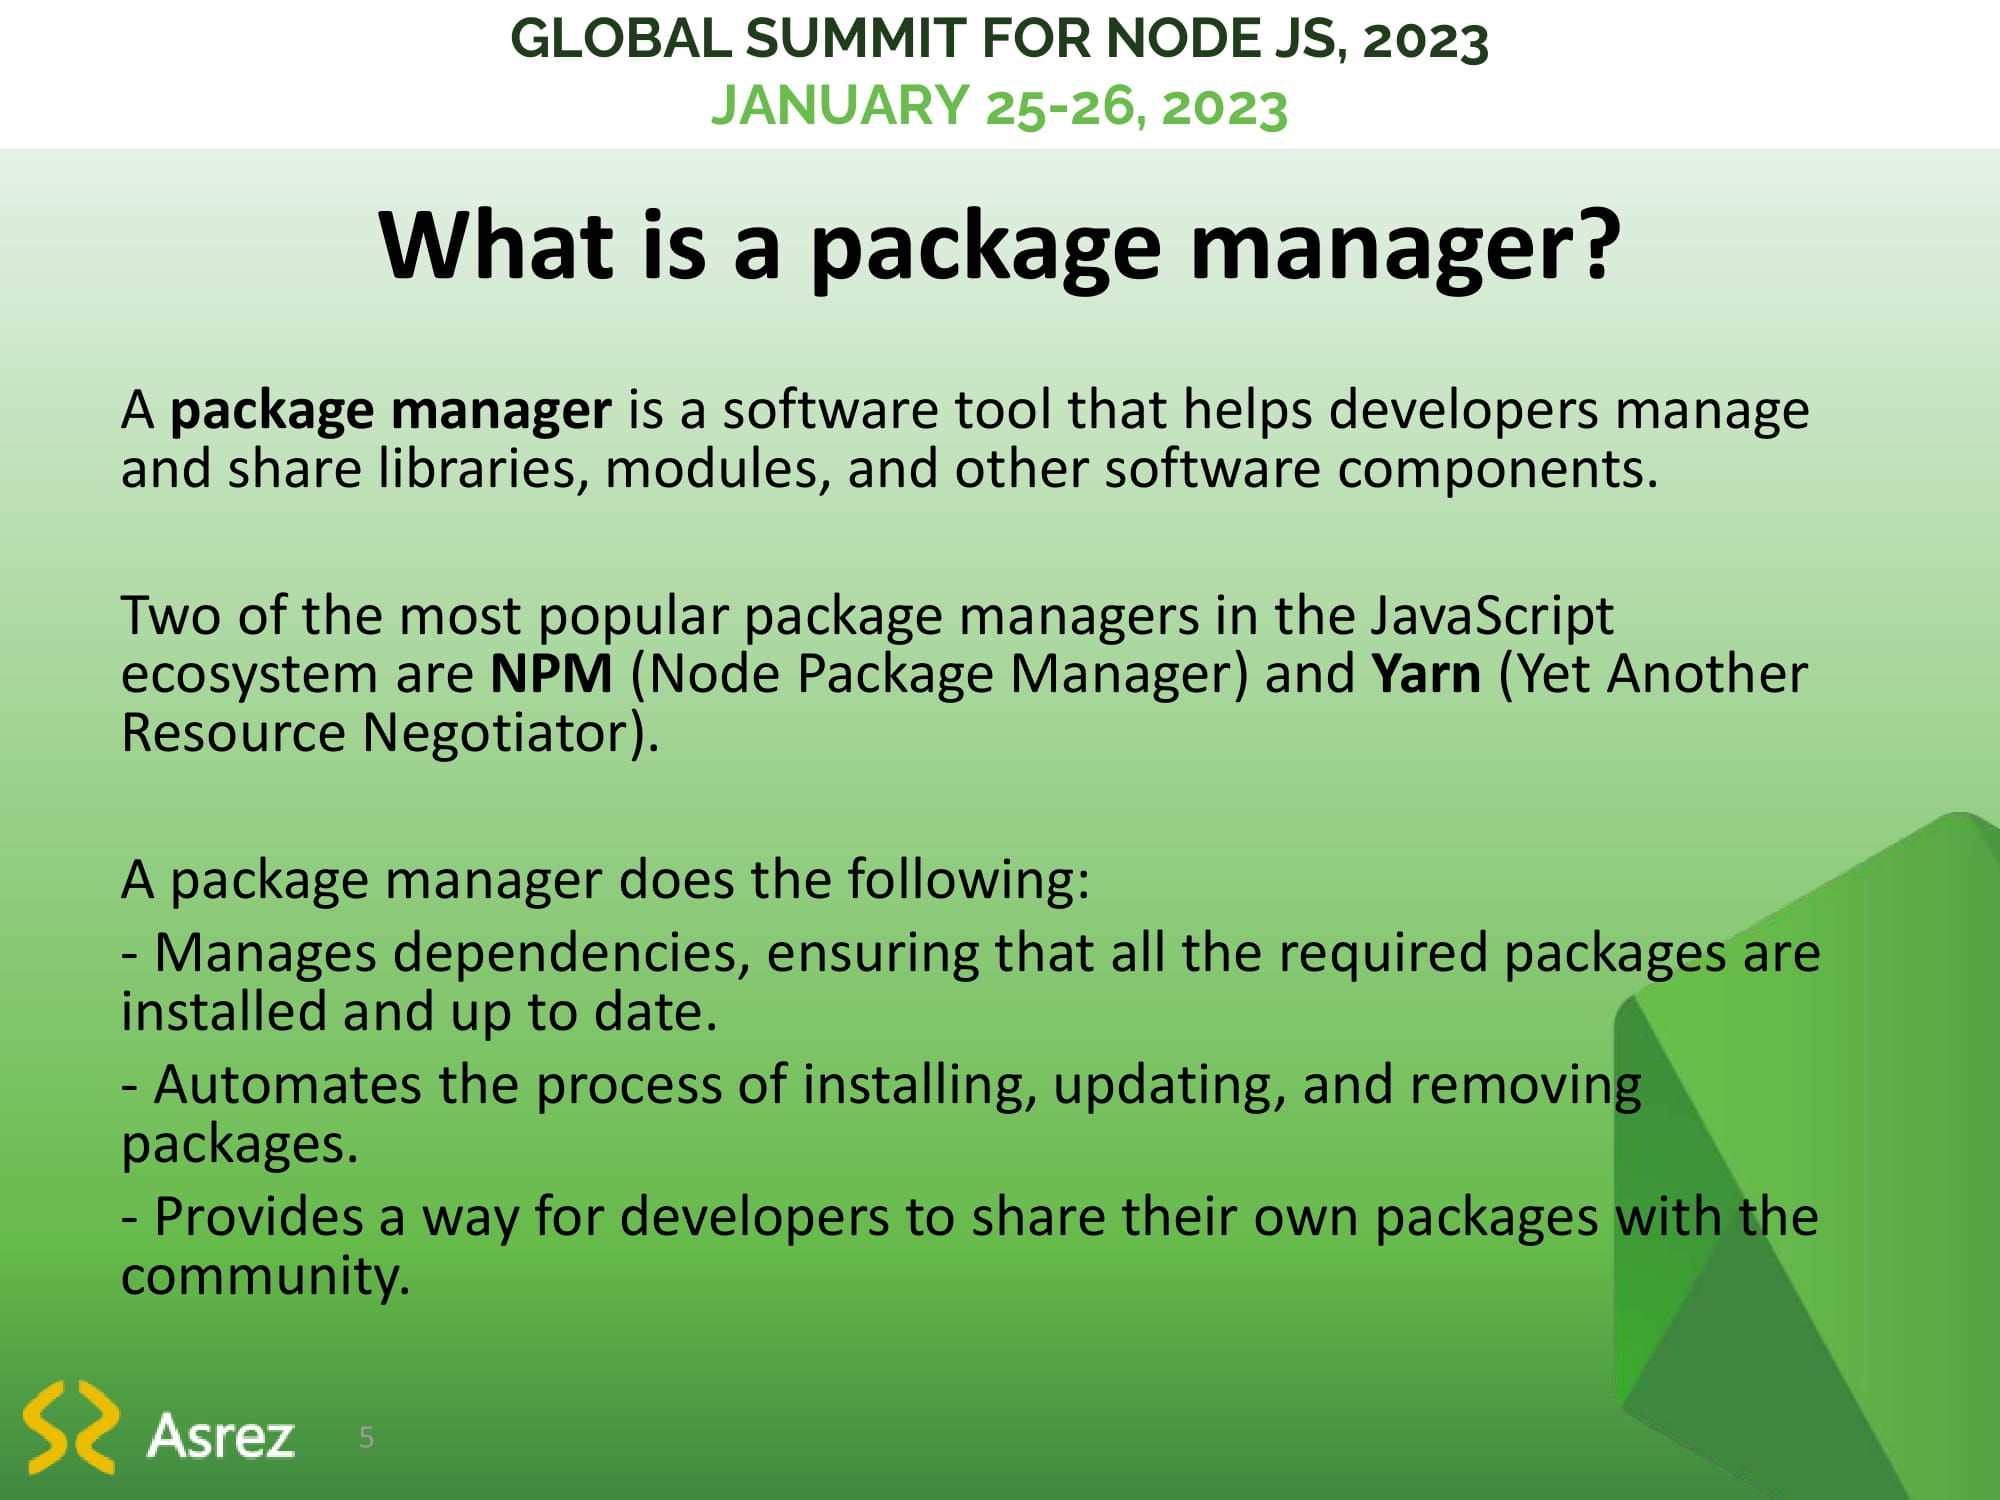 GLOBAL SUMMIT FOR NODE JS, 2023
JANUARY 25-26, 2023
What is a package manager?
A package manager is a software tool that helps developers manage
and share libraries, modules, and other software components.
Two of the most popular package managers in the JavaScript
ecosystem are NPM (Node Package Manager) and Yarn (Yet Another
Resource Negotiator).
A package manager does the following:
- Manages dependencies, ensuring that all the required packages are
installed and up to date.
- Automates the process of installing, updating, and removing
packages.
- Provides a way for developers to share their own packages with the
community.
Asrez
5